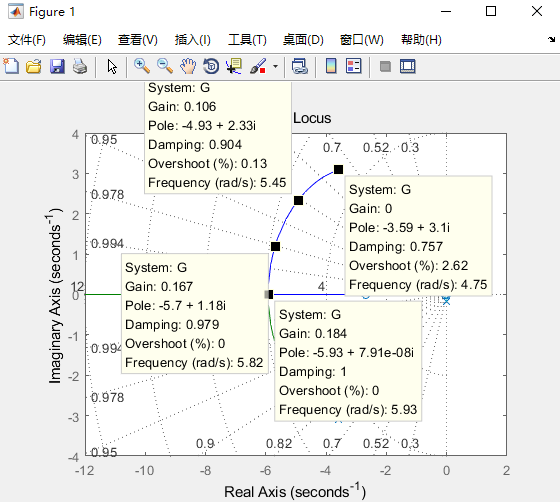 Figure 1
文件(F) 编辑(E) 查看(V) 插入(I) 工具(T) 桌面(D) 窗口(W) 帮助(H)
Locus
System: G
Gain: 0.106
Pole: -4.93 + 2.33i
Damping: 0.904
Overshoot (%): 0.13
Frequency (rad/s): 5.45
System: G
Gain: 0
Pole: -3.59 + 3.1i
Damping: 0.757
Overshoot (%): 2.62
Frequency (rad/s): 4.75
System: G
Gain: 0.167
Pole: -5.7 + 1.18i
Damping: 0.979
Overshoot (%): 0
Frequency (rad/s): 5.82
System: G
Gain: 0.184
Pole: -5.93 + 7.91e-08i
Damping: 1
Overshoot (%): 0
Frequency (rad/s): 5.93
0.95
0.978
0.994
12
0.994
0.978
0.95
0.7 0.52 0.3
4
0.9 0.82 0.7 0.52 0.3
4
3
2
1
0
-1
-2
-3
-4
-12 -10 -8 -6 -4 -2 0 2
Real Axis (seconds⁻¹)
Imaginary Axis (seconds⁻¹)